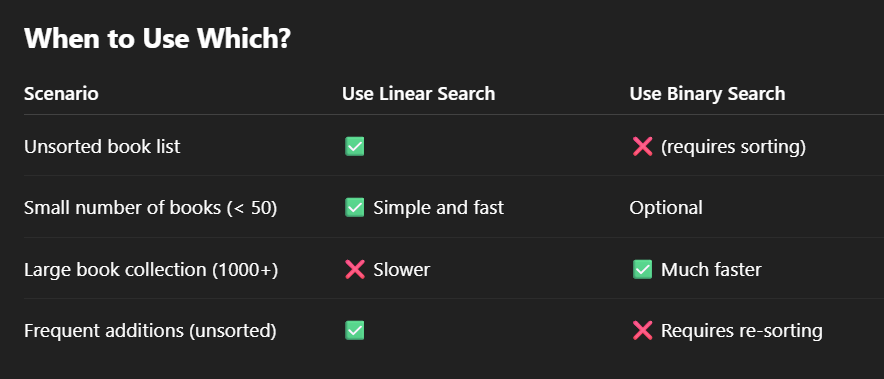 When to Use Which?
Scenario Use Linear Search Use Binary Search
Unsorted book list ✅ ❌ (requires sorting)
Small number of books (< 50) ✅ Simple and fast Optional
Large book collection (1000+) ❌ Slower ✅ Much faster
Frequent additions (unsorted) ✅ ❌ Requires re-sorting